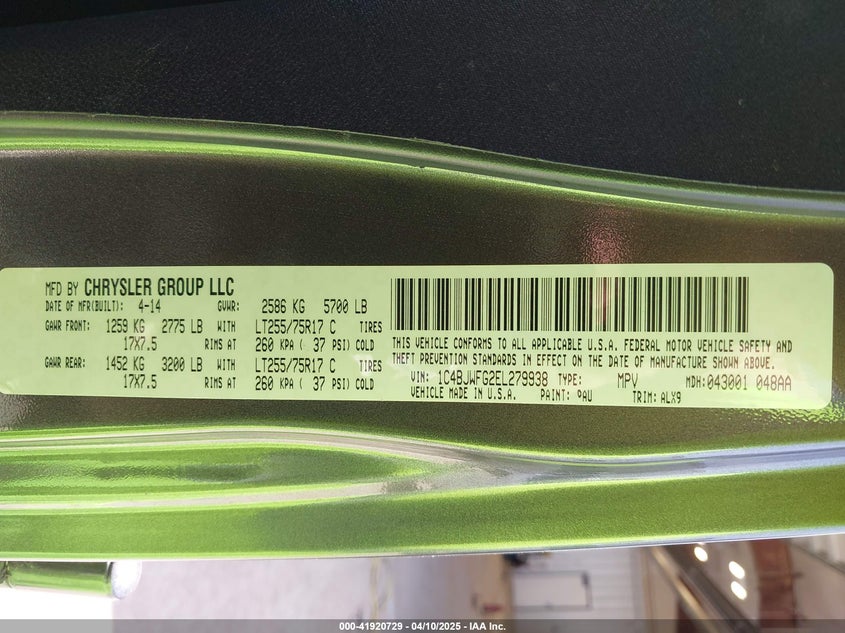 MFD BY CHRYSLER GROUP LLC
DATE OF MFR(BUILT): 4-14 GVWR: 2586 KG 5700 LB
GAWR FRONT: 1259 KG 2775 LB WITH LT255/75R17 C TIRES
17X7.5 RIMS AT 260 KPA ( 37 PSI) COLD
GAWR REAR: 1452 KG 3200 LB WITH LT255/75R17 C TIRES
17X7.5 RIMS AT 260 KPA ( 37 PSI) COLD
THIS VEHICLE CONFORMS TO ALL APPLICABLE U.S.A. FEDERAL MOTOR VEHICLE SAFETY AND
THEFT PREVENTION STANDARDS IN EFFECT ON THE DATE OF MANUFACTURE SHOWN ABOVE.
VIN: 1C4BJWFG2EL279938 TYPE: MPV MDH: 043001 048AA
VEHICLE MADE IN U.S.A. PAINT: PAU TRIM: ALX9
000-41920729 - 04/10/2025 - IAA Inc.